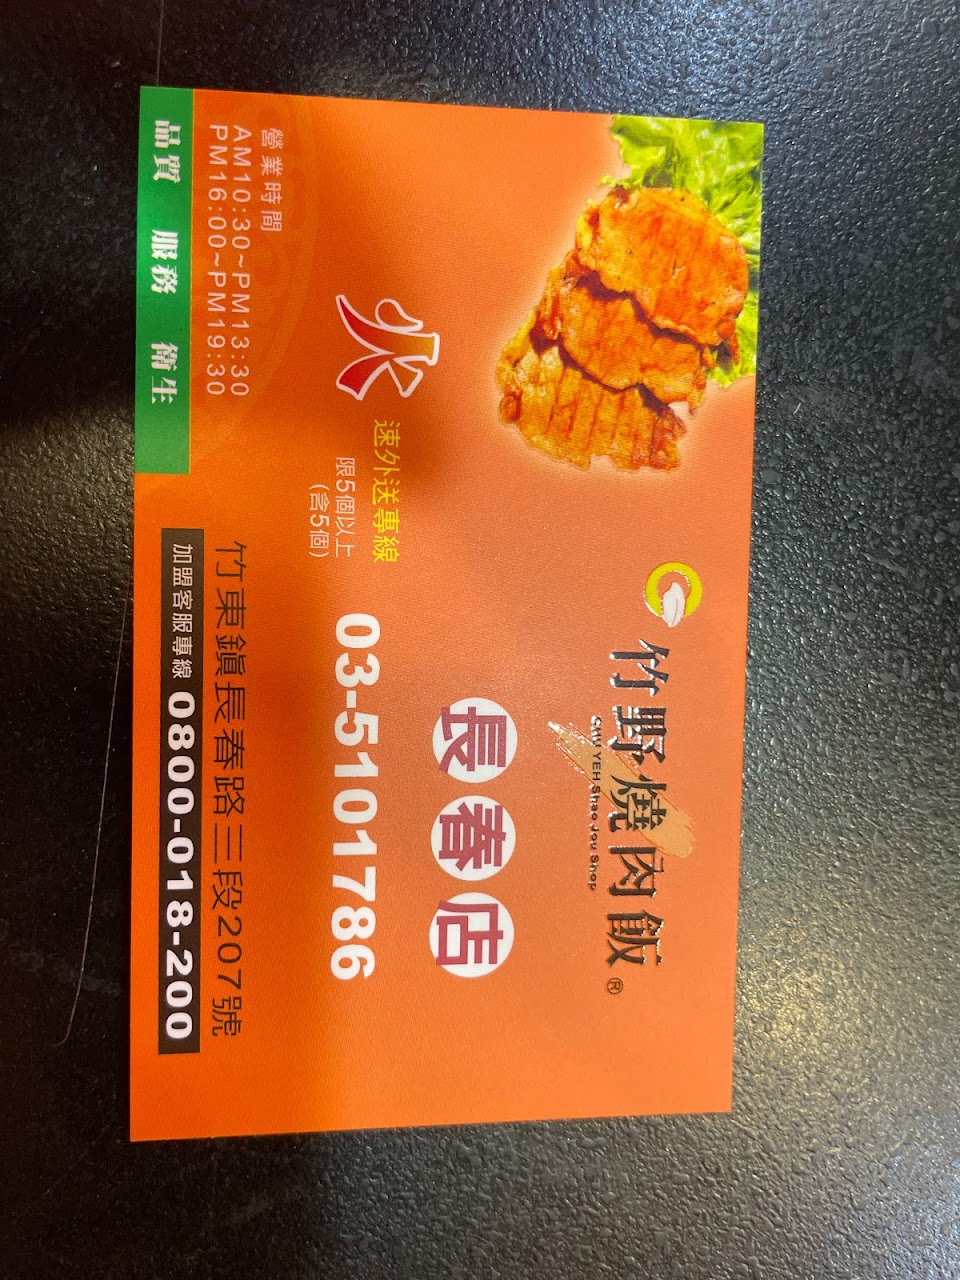 竹野燒肉飯®
CHU YEH Shao Jou Shop
長春店
火速外送專線
限5個以上
(含5個)
03-5101786
營業時間
AM10:30~PM13:30
PM16:00~PM19:30
竹東鎮長春路三段207號
品質 服務 衛生
加盟客服專線 0800-018-200